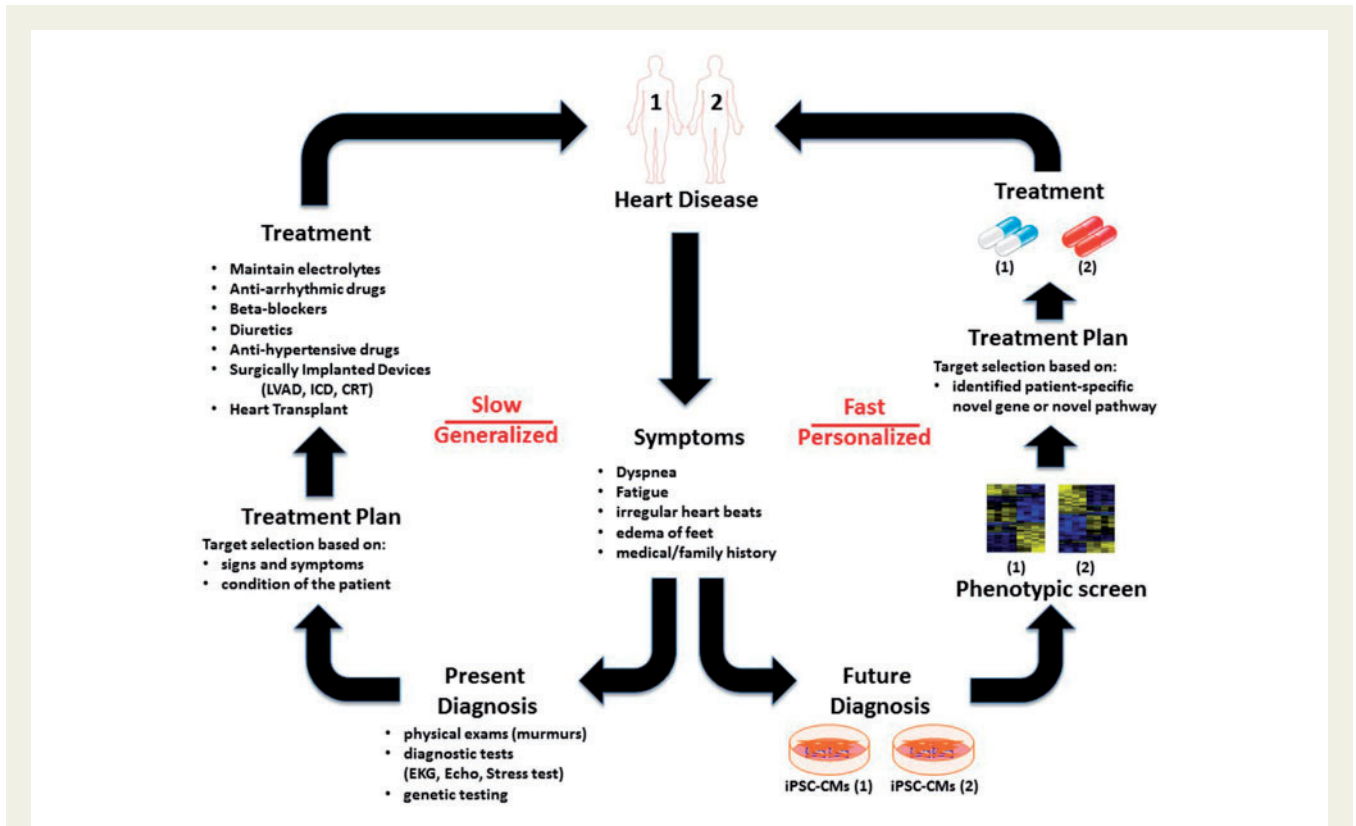 1
2
Heart Disease
Treatment
• Maintain electrolytes
• Anti-arrhythmic drugs
• Beta-blockers
• Diuretics
• Anti-hypertensive drugs
• Surgically Implanted Devices
(LVAD, ICD, CRT)
• Heart Transplant
Slow
Generalized
Treatment Plan
Target selection based on:
• signs and symptoms
• condition of the patient
Symptoms
• Dyspnea
• Fatigue
• irregular heart beats
• edema of feet
• medical/family history
Present
Diagnosis
• physical exams (murmurs)
• diagnostic tests
(EKG, Echo, Stress test)
• genetic testing
Fast
Personalized
Treatment
(1)
(2)
Treatment Plan
Target selection based on:
• identified patient-specific
novel gene or novel pathway
(1)
(2)
Phenotypic screen
Future
Diagnosis
iPSC-CMs (1)
iPSC-CMs (2)